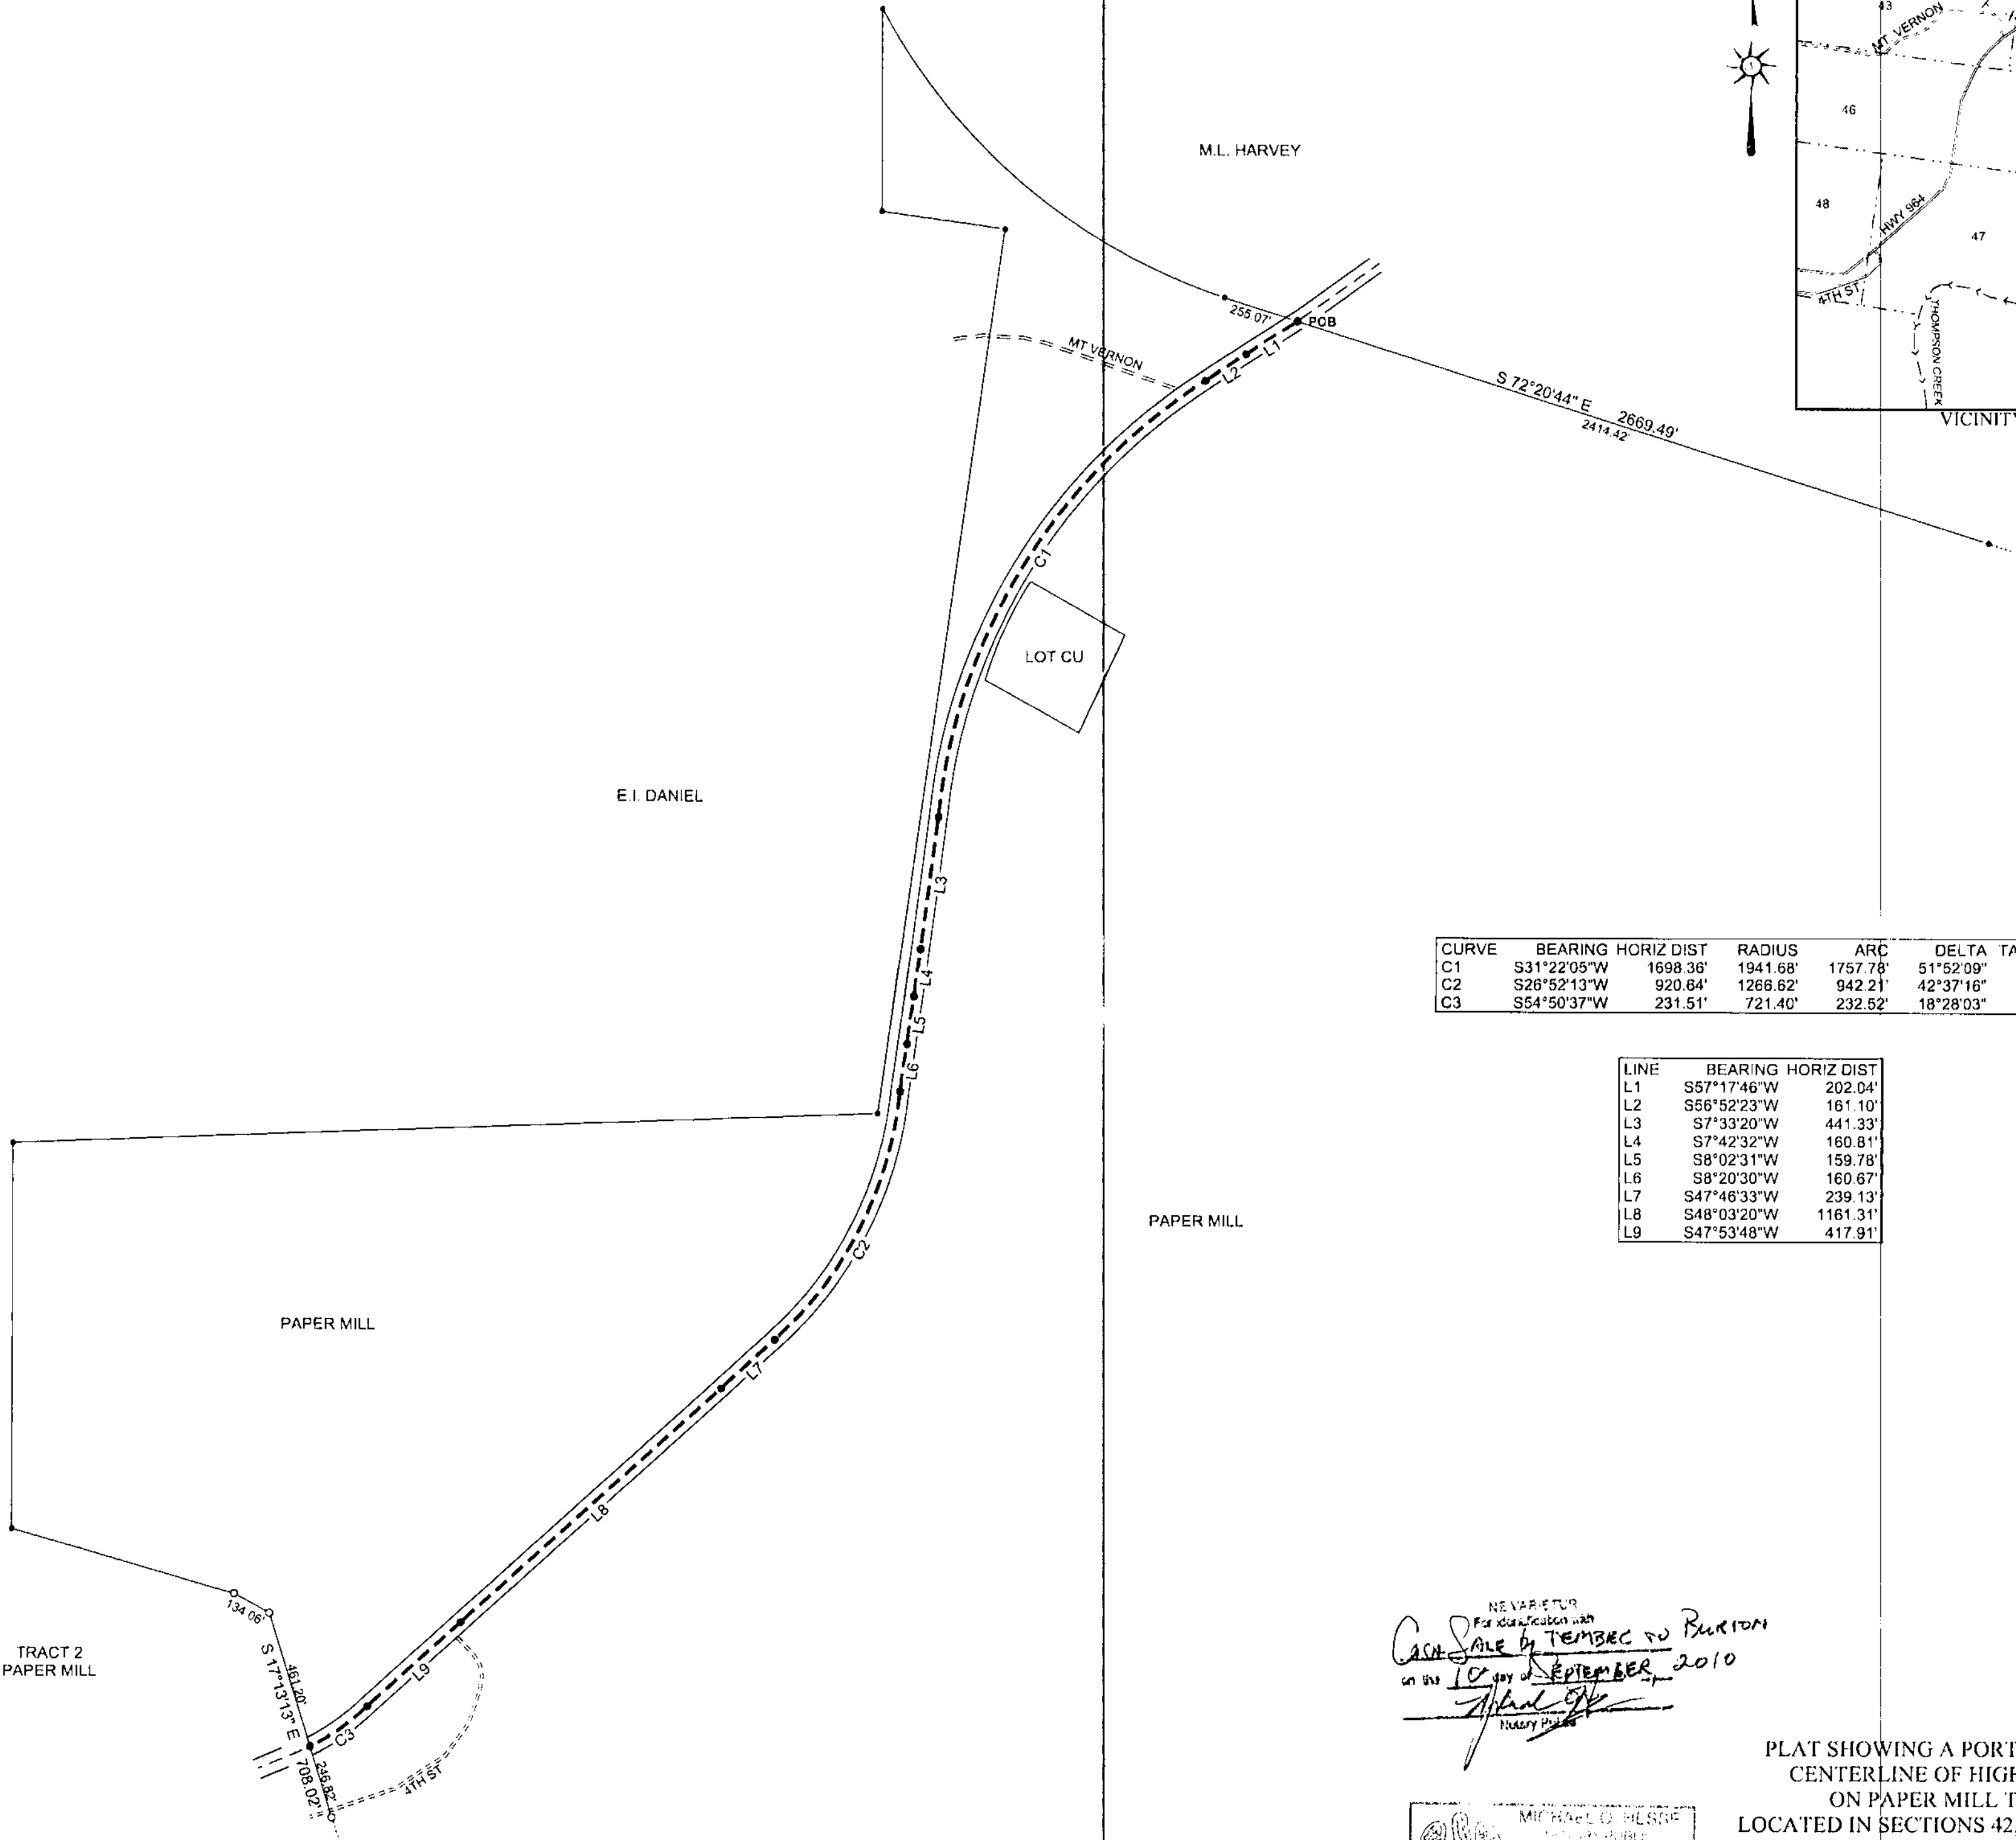 43
MT. VERNON
46
48
HWY 964
47
4TH ST
THOMPSON CREEK
VICINITY
M.L. HARVEY
255.07'
POB
L1
L2
MT VERNON
S 72°20'44" E 2669.49'
2414.42'
C1
LOT CU
E.I. DANIEL
L3
L4
L5
L6
CURVE BEARING HORIZ DIST RADIUS ARC DELTA TA
C1 S31°22'05"W 1698.36' 1941.68' 1757.78' 51°52'09"
C2 S26°52'13"W 920.64' 1266.62' 942.21' 42°37'16"
C3 S54°50'37"W 231.51' 721.40' 232.52' 18°28'03"
LINE BEARING HORIZ DIST
L1 S57°17'46"W 202.04'
L2 S56°52'23"W 161.10'
L3 S7°33'20"W 441.33'
L4 S7°42'32"W 160.81'
L5 S8°02'31"W 159.78'
L6 S8°20'30"W 160.67'
L7 S47°46'33"W 239.13'
L8 S48°03'20"W 1161.31'
L9 S47°53'48"W 417.91'
PAPER MILL
C2
PAPER MILL
L7
L8
134.06'
TRACT 2
PAPER MILL
461.20'
S 17°13'13" E
708.02'
246.82'
L9
C3
4TH ST
NE VARIETUR
For identification with
Cash Sale by TEMBEC to BURTON
on the day of SEPTEMBER, 2010
Notary Public
MICHAEL O. HESSE
PLAT SHOWING A PORT
CENTERLINE OF HIGH
ON PAPER MILL T
LOCATED IN SECTIONS 42